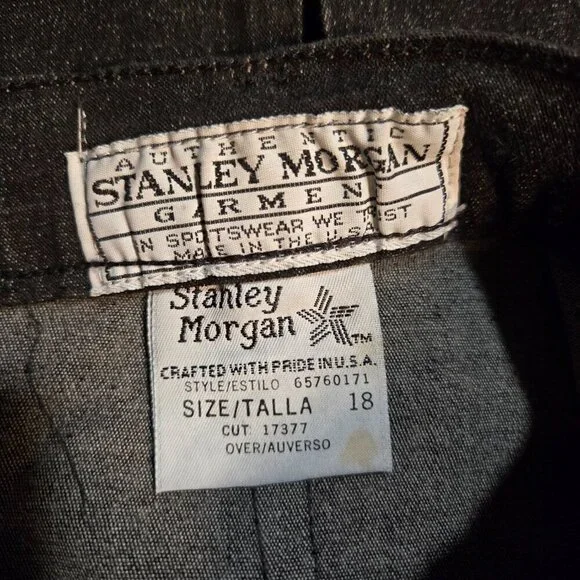 AUTHENTIC
STANLEY MORGAN
GARMENT
IN SPORTSWEAR WE TRUST
MADE IN THE U.S.A.
Stanley
Morgan
TM
CRAFTED WITH PRIDE IN U.S.A.
STYLE/ESTILO 65760171
SIZE/TALLA 18
CUT 17377
OVER/AUVERSO